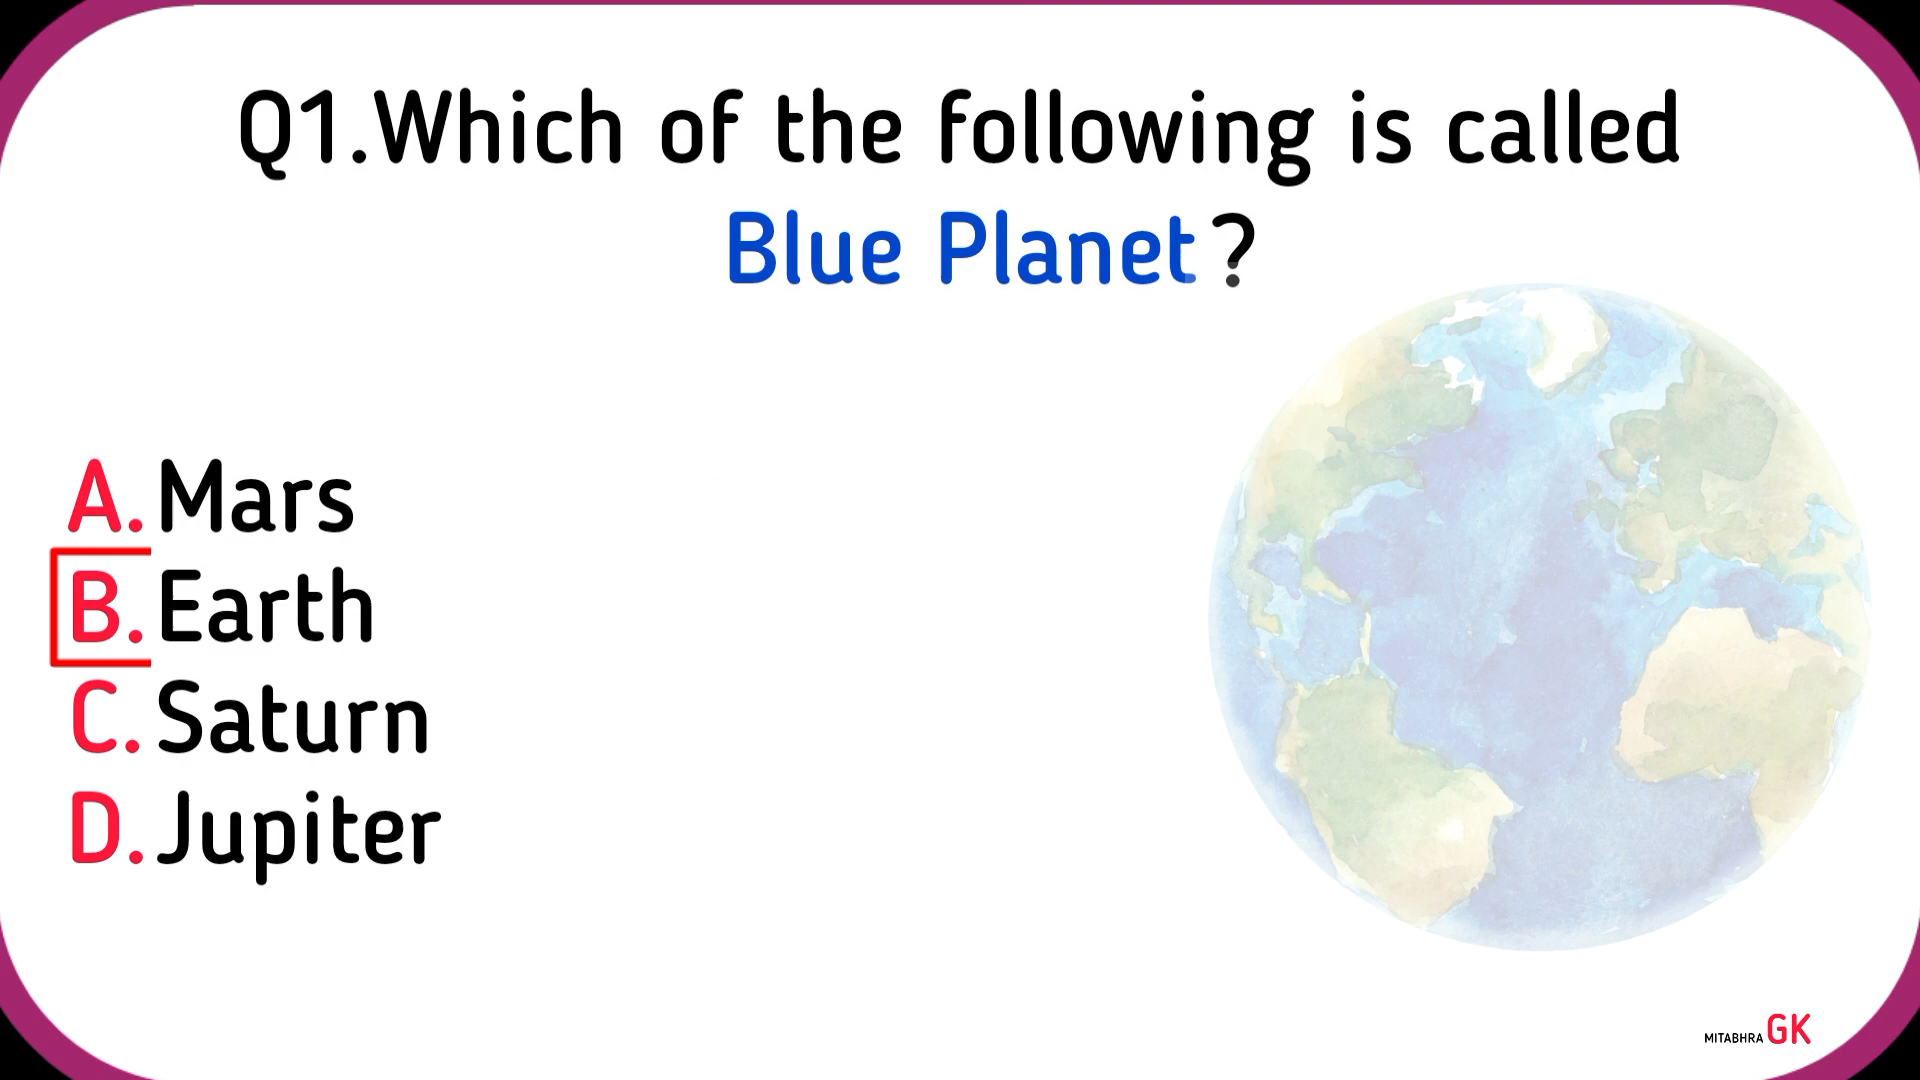 Q1.Which of the following is called
Blue Planet?
A.Mars
B.Earth
C.Saturn
D.Jupiter
MITABHRA GK